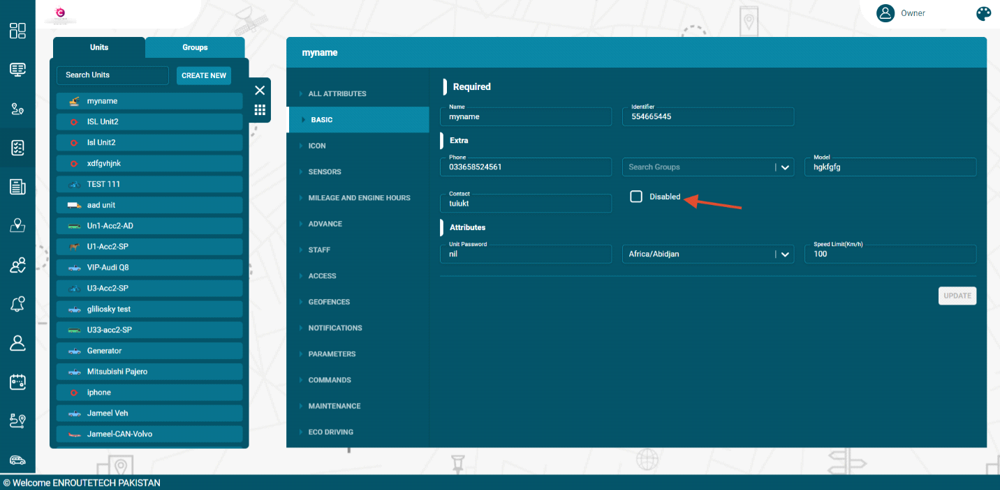 Owner
Units
Groups
Search Units
CREATE NEW
myname
ISL Unit2
Isl Unit2
xdfgvhjnk
TEST 111
aad unit
Un1-Acc2-AD
U1-Acc2-SP
VIP-Audi Q8
U3-Acc2-SP
gliliosky test
U33-acc2-SP
Generator
Mitsubishi Pajero
iphone
Jameel Veh
Jameel-CAN-Volvo
myname
ALL ATTRIBUTES
BASIC
ICON
SENSORS
MILEAGE AND ENGINE HOURS
ADVANCE
STAFF
ACCESS
GEOFENCES
NOTIFICATIONS
PARAMETERS
COMMANDS
MAINTENANCE
ECO DRIVING
Required
Name
myname
Identifier
554665445
Extra
Phone
033658524561
Search Groups
Model
hgkfgfg
Contact
tuiukt
Disabled
Attributes
Unit Password
nil
Africa/Abidjan
Speed Limit(Km/h)
100
UPDATE
© Welcome ENROUTETECH PAKISTAN